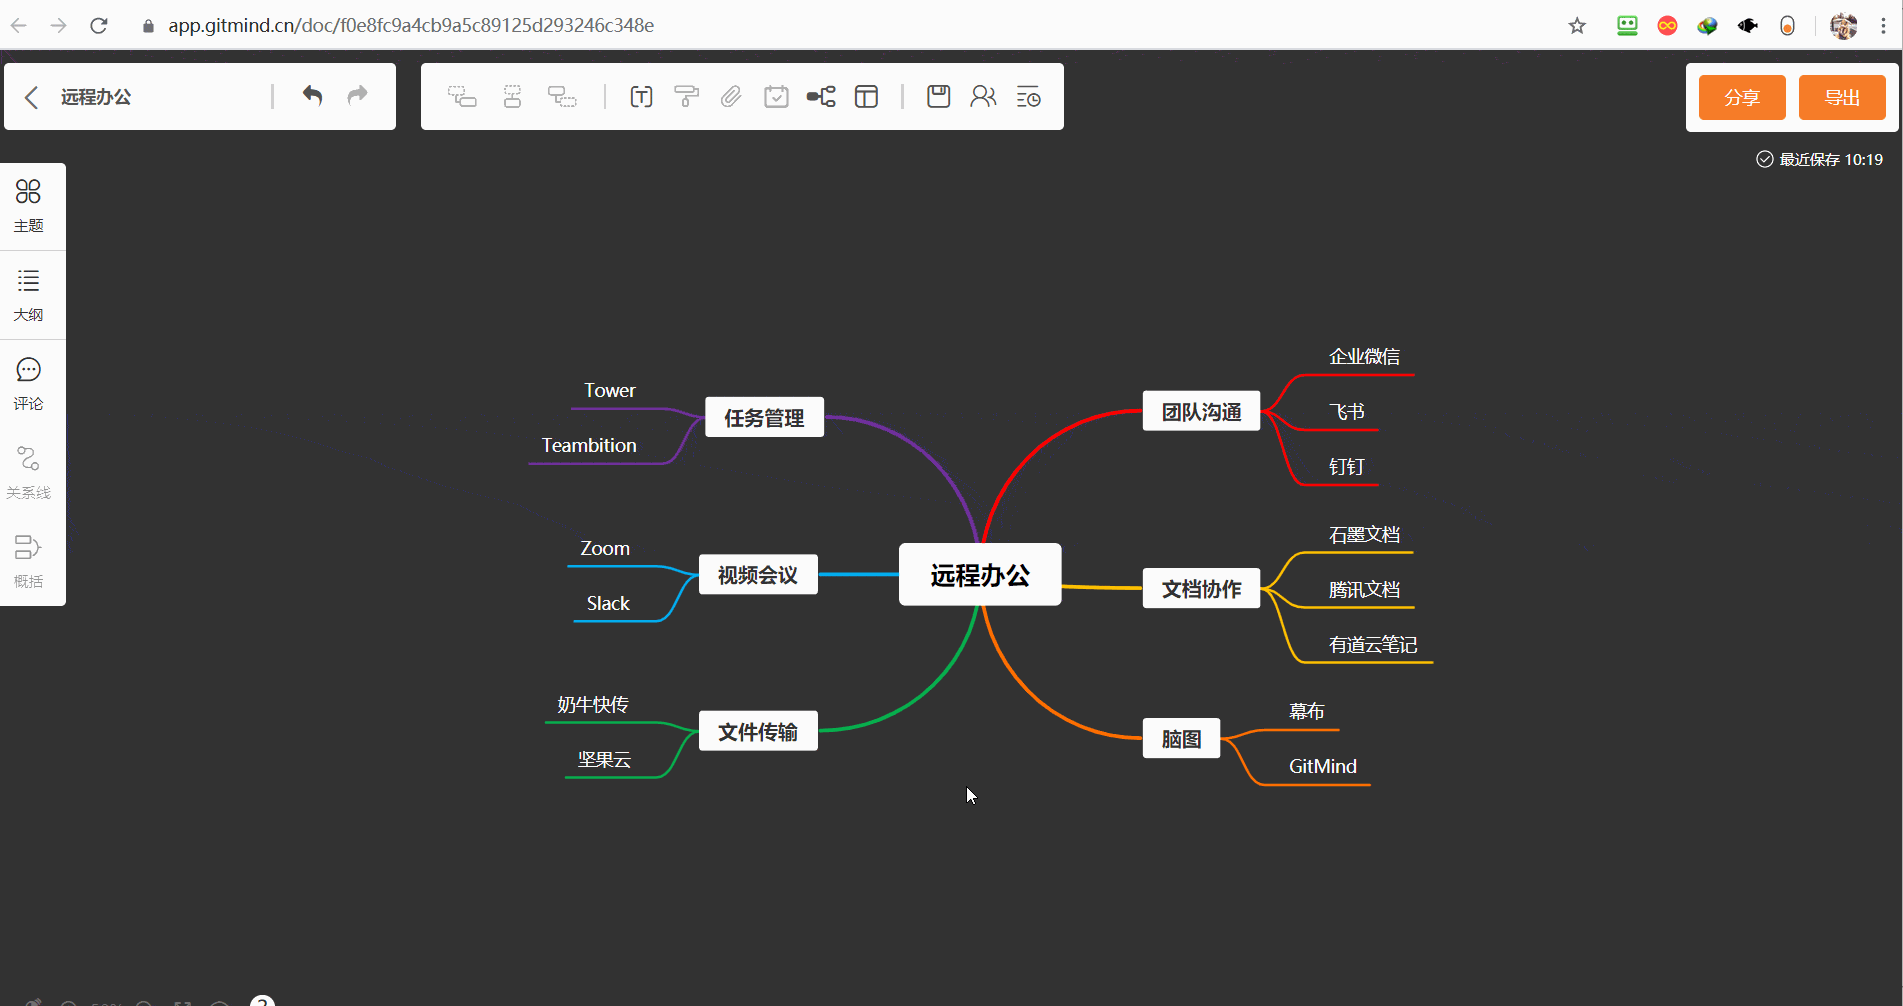 app.gitmind.cn/doc/f0e8fc9a4cb9a5c89125d293246c348e
远程办公
分享
导出
最近保存 10:19
主题
大纲
评论
关系线
概括
Tower
Teambition
任务管理
Zoom
Slack
视频会议
奶牛快传
坚果云
文件传输
远程办公
团队沟通
企业微信
飞书
钉钉
文档协作
石墨文档
腾讯文档
有道云笔记
脑图
幕布
GitMind